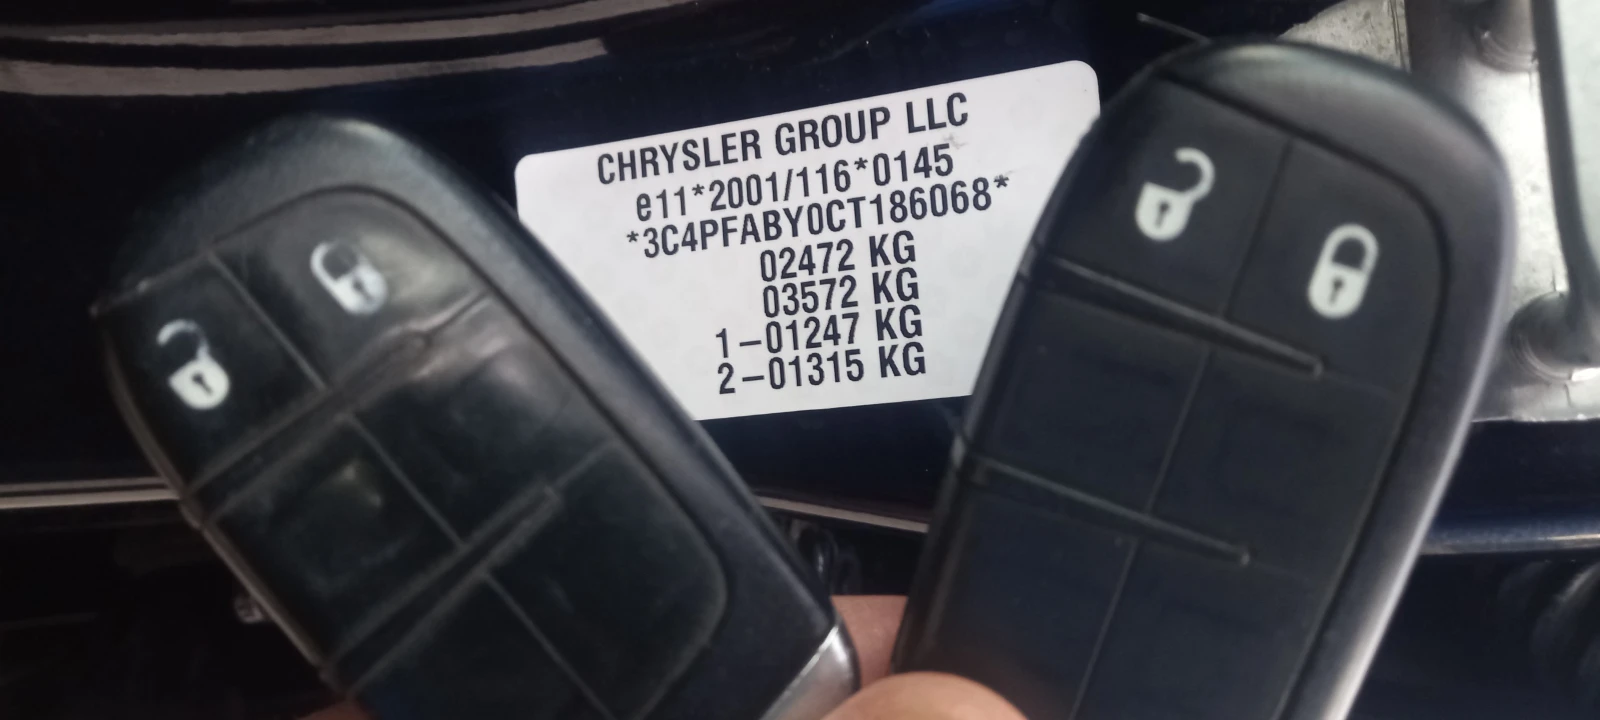 CHRYSLER GROUP LLC
e11*2001/116*0145
*3C4PFABY0CT186068*
02472 KG
03572 KG
1-01247 KG
2-01315 KG